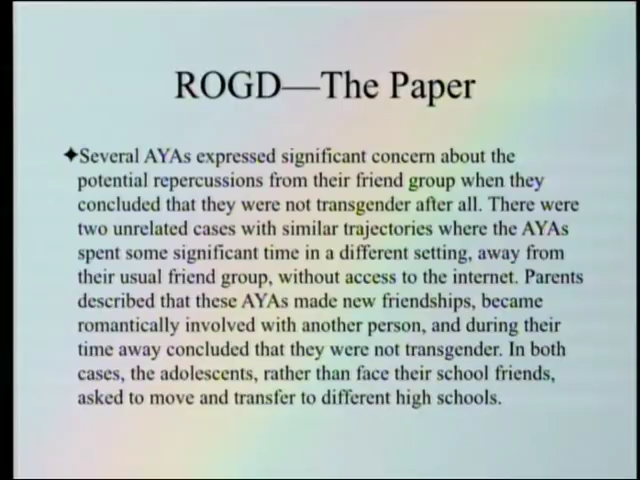 ROGD—The Paper
✦Several AYAs expressed significant concern about the
potential repercussions from their friend group when they
concluded that they were not transgender after all. There were
two unrelated cases with similar trajectories where the AYAs
spent some significant time in a different setting, away from
their usual friend group, without access to the internet. Parents
described that these AYAs made new friendships, became
romantically involved with another person, and during their
time away concluded that they were not transgender. In both
cases, the adolescents, rather than face their school friends,
asked to move and transfer to different high schools.